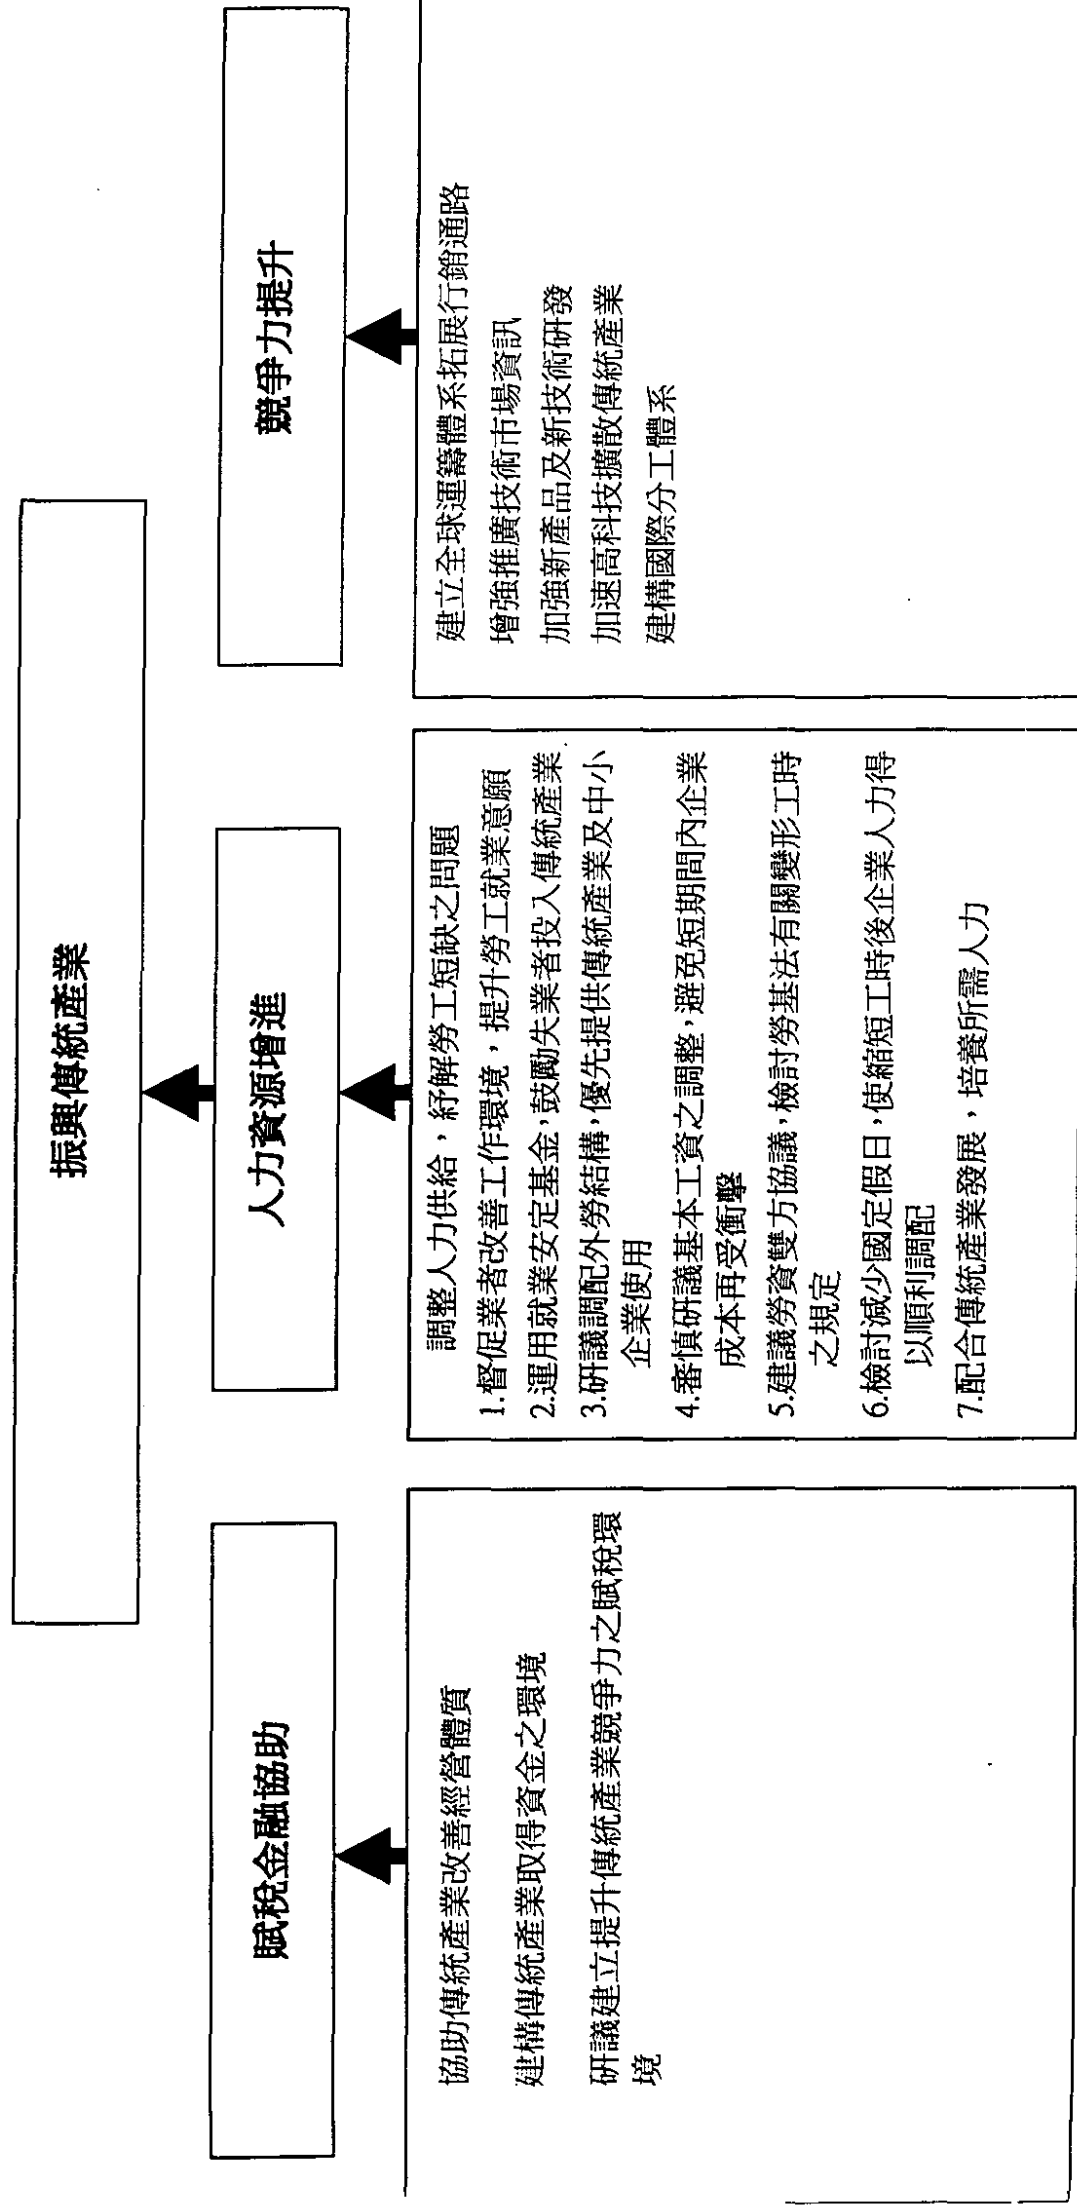 振興傳統產業
賦稅金融協助
協助傳統產業改善經營體質
建構傳統產業取得資金之環境
研議建立提升傳統產業競爭力之賦稅環
境
人力資源增進
調整人力供給，紓解勞工短缺之問題
1.督促業者改善工作環境，提升勞工就業意願
2.運用就業安定基金，鼓勵失業者投入傳統產業
3.研議調配外勞結構，優先提供傳統產業及中小
企業使用
4.審慎研議基本工資之調整，避免短期間內企業
成本再受衝擊
5.建議勞資雙方協議，檢討勞基法有關變形工時
之規定
6.檢討減少國定假日，使縮短工時後企業人力得
以順利調配
7.配合傳統產業發展，培養所需人力
競爭力提升
建立全球運籌體系拓展行銷通路
增強推廣技術市場資訊
加強新產品及新技術研發
加速高科技擴散傳統產業
建構國際分工體系